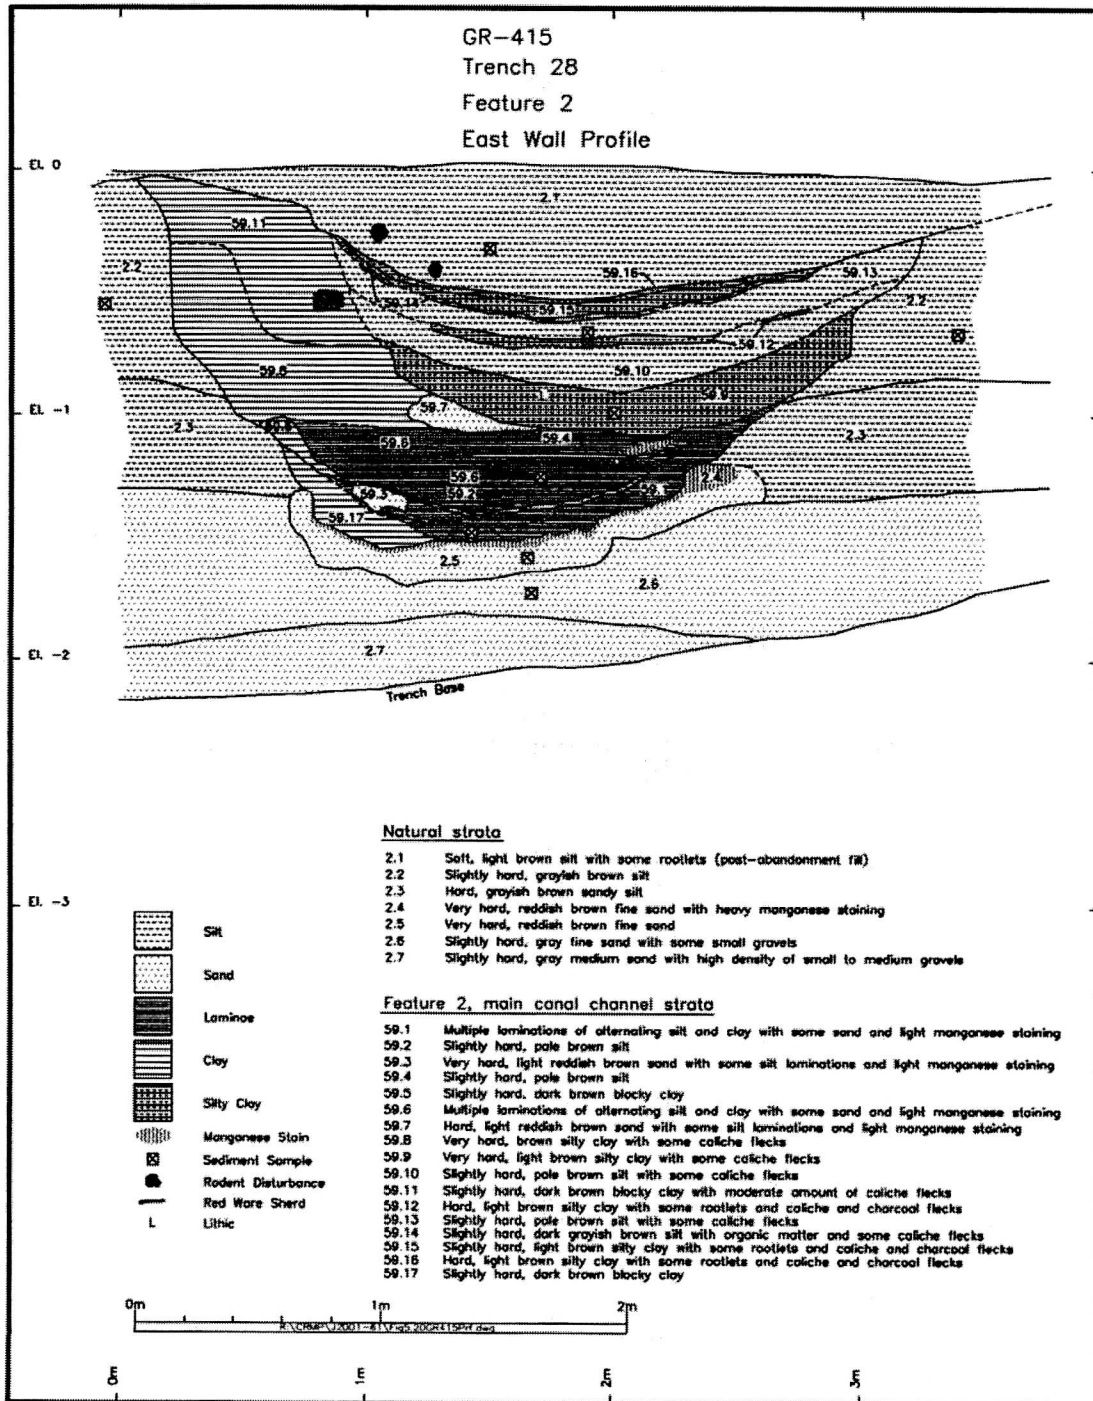 GR-415
Trench 28
Feature 2
East Wall Profile
El. 0
2.1
59.11
2.2
59.16
59.13
59.14
59.15
2.2
59.12
59.10
El. -1
59.7
59.9
2.3
59.4
2.3
59.6
2.4
59.2
59.3
59.1
59.17
2.5
2.6
El. -2
2.7
Trench Base
Natural strata
2.1 Soft, light brown silt with some rootlets (post-abandonment fill)
2.2 Slightly hard, grayish brown silt
2.3 Hard, grayish brown sandy silt
2.4 Very hard, reddish brown fine sand with heavy manganese staining
2.5 Very hard, reddish brown fine sand
2.6 Slightly hard, gray fine sand with some small gravels
2.7 Slightly hard, gray medium sand with high density of small to medium gravels
El. -3
Silt
Sand
Laminae
Clay
Silty Clay
Manganese Stain
Sediment Sample
Rodent Disturbance
Red Ware Sherd
L Lithic
Feature 2, main canal channel strata
59.1 Multiple laminations of alternating silt and clay with some sand and light manganese staining
59.2 Slightly hard, pale brown silt
59.3 Very hard, light reddish brown sand with some silt laminations and light manganese staining
59.4 Slightly hard, pale brown silt
59.5 Slightly hard, dark brown blocky clay
59.6 Multiple laminations of alternating silt and clay with some sand and light manganese staining
59.7 Hard, light reddish brown sand with some silt laminations and light manganese staining
59.8 Very hard, brown silty clay with some caliche flecks
59.9 Very hard, light brown silty clay with some caliche flecks
59.10 Slightly hard, pale brown silt with some caliche flecks
59.11 Slightly hard, dark brown blocky clay with moderate amount of caliche flecks
59.12 Hard, light brown silty clay with some rootlets and caliche and charcoal flecks
59.13 Slightly hard, pale brown silt with some caliche flecks
59.14 Slightly hard, dark grayish brown silt with organic matter and some caliche flecks
59.15 Slightly hard, light brown silty clay with some rootlets and caliche and charcoal flecks
59.16 Hard, light brown silty clay with some rootlets and caliche and charcoal flecks
59.17 Slightly hard, dark brown blocky clay
0m 1m 2m
R:\CRMP\J2001-61\Fig5.20GR415Prf.dwg
0m 1m 2m 3m